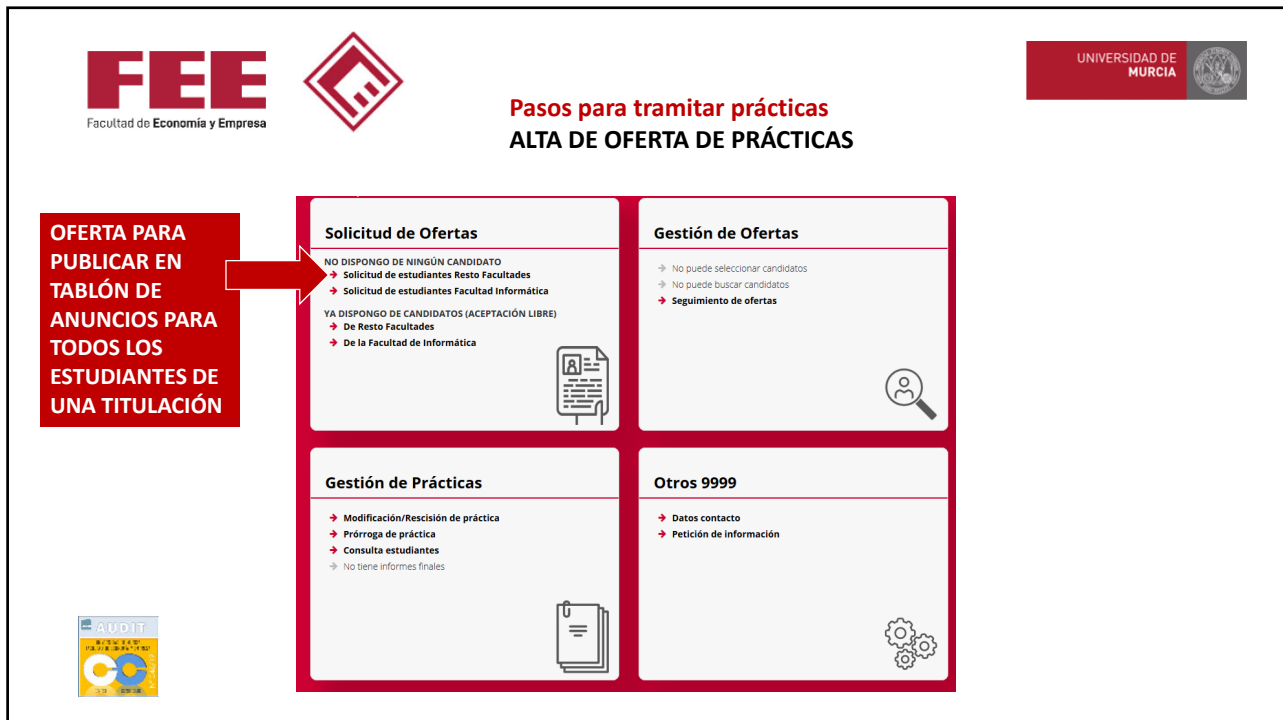 FEE
Facultad de Economía y Empresa
UNIVERSIDAD DE
MURCIA
Pasos para tramitar prácticas
ALTA DE OFERTA DE PRÁCTICAS
OFERTA PARA
PUBLICAR EN
TABLÓN DE
ANUNCIOS PARA
TODOS LOS
ESTUDIANTES DE
UNA TITULACIÓN
Solicitud de Ofertas
NO DISPONGO DE NINGÚN CANDIDATO
Solicitud de estudiantes Resto Facultades
Solicitud de estudiantes Facultad Informática
YA DISPONGO DE CANDIDATOS (ACEPTACIÓN LIBRE)
De Resto Facultades
De la Facultad de Informática
Gestión de Ofertas
No puede seleccionar candidatos
No puede buscar candidatos
Seguimiento de ofertas
Gestión de Prácticas
Modificación/Rescisión de práctica
Prórroga de práctica
Consulta estudiantes
No tiene informes finales
Otros 9999
Datos contacto
Petición de información
AUDIT